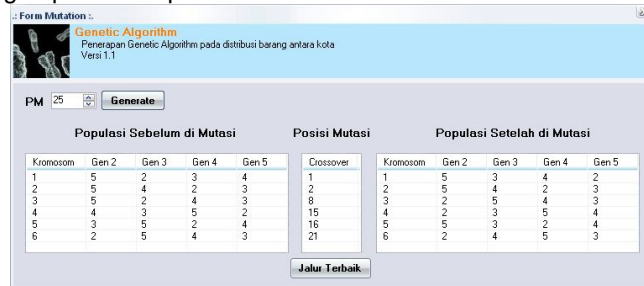 .: Form Mutation :.
Genetic Algorithm
Penerapan Genetic Algorithm pada distribusi barang antara kota
Versi 1.1
PM 25 Generate
Populasi Sebelum di Mutasi Posisi Mutasi Populasi Setelah di Mutasi
Kromosom Gen 2 Gen 3 Gen 4 Gen 5 Crossover Kromosom Gen 2 Gen 3 Gen 4 Gen 5
1 5 2 3 4 1 1 5 3 4 2
2 5 4 2 3 2 2 5 4 2 3
3 5 2 4 3 8 3 2 5 4 3
4 4 3 5 2 15 4 2 3 5 4
5 3 5 2 4 16 5 5 3 2 4
6 2 5 4 3 21 6 2 4 5 3
Jalur Terbaik